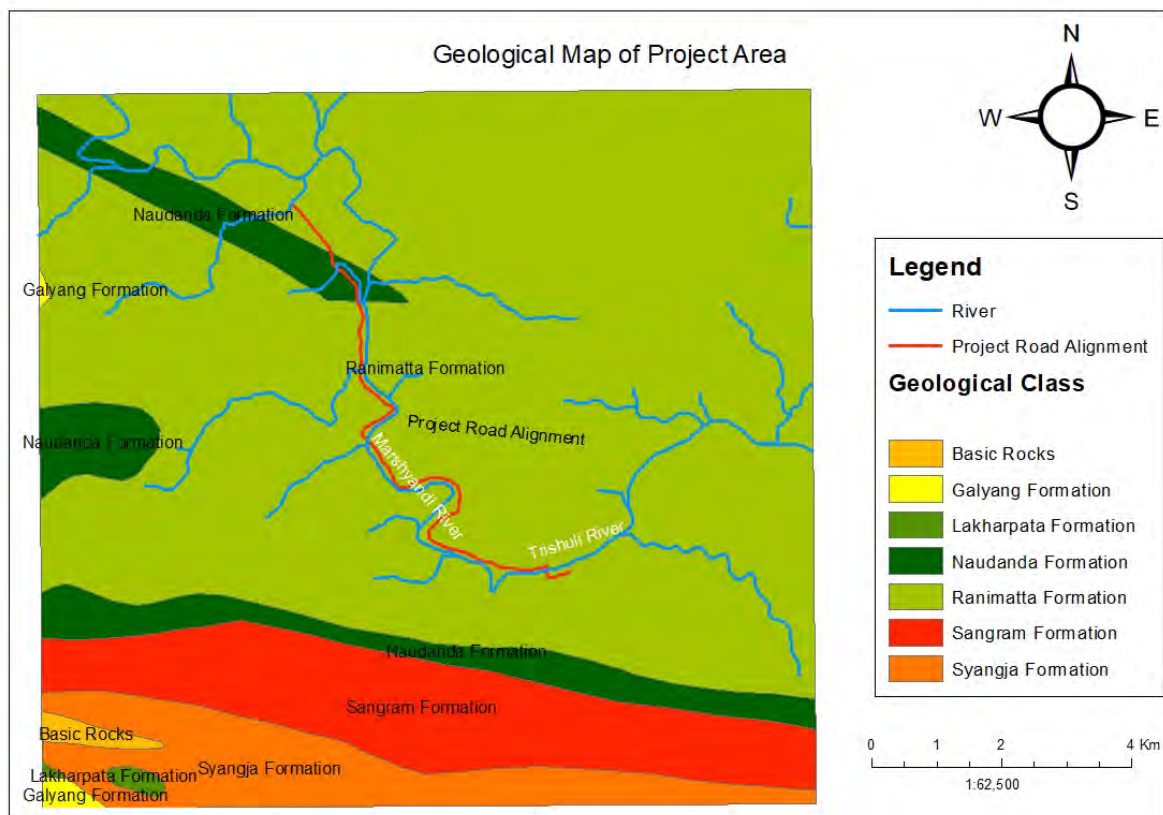 Geological Map of Project Area
N
W
E
S
Naudanda Formation
Galyang Formation
Ranimatta Formation
Project Road Alignment
Naudanda Formation
Marshyandi River
Trishuli River
Naudanda Formation
Sangram Formation
Basic Rocks
Syangja Formation
Lakharpata Formation
Galyang Formation
Legend
River
Project Road Alignment
Geological Class
Basic Rocks
Galyang Formation
Lakharpata Formation
Naudanda Formation
Ranimatta Formation
Sangram Formation
Syangja Formation
0 1 2 4 Km
1:62,500